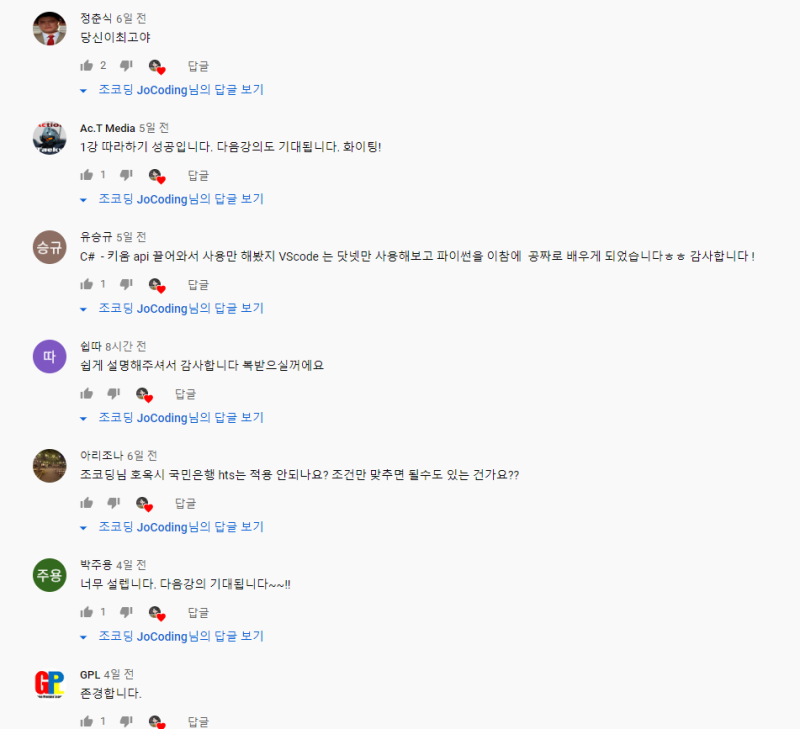 정춘식 6일 전
당신이최고야
2 답글
조코딩 JoCoding님의 답글 보기
Ac.T Media 5일 전
1강 따라하기 성공입니다. 다음강의도 기대됩니다. 화이팅!
1 답글
조코딩 JoCoding님의 답글 보기
승규
유승규 5일 전
C# - 키움 api 끌어와서 사용만 해봤지 VScode 는 닷넷만 사용해보고 파이썬을 이참에 공짜로 배우게 되었습니다ㅎㅎ 감사합니다 !
1 답글
조코딩 JoCoding님의 답글 보기
따
쉽따 8시간 전
쉽게 설명해주셔서 감사합니다 복받으실꺼에요
답글
조코딩 JoCoding님의 답글 보기
아리조나 6일 전
조코딩님 호옥시 국민은행 hts는 적용 안되나요? 조건만 맞추면 될수도 있는 건가요??
답글
조코딩 JoCoding님의 답글 보기
주용
박주용 4일 전
너무 설렙니다. 다음강의 기대됩니다~~!!
1 답글
조코딩 JoCoding님의 답글 보기
GPL
GPL 4일 전
존경합니다.
1 답글